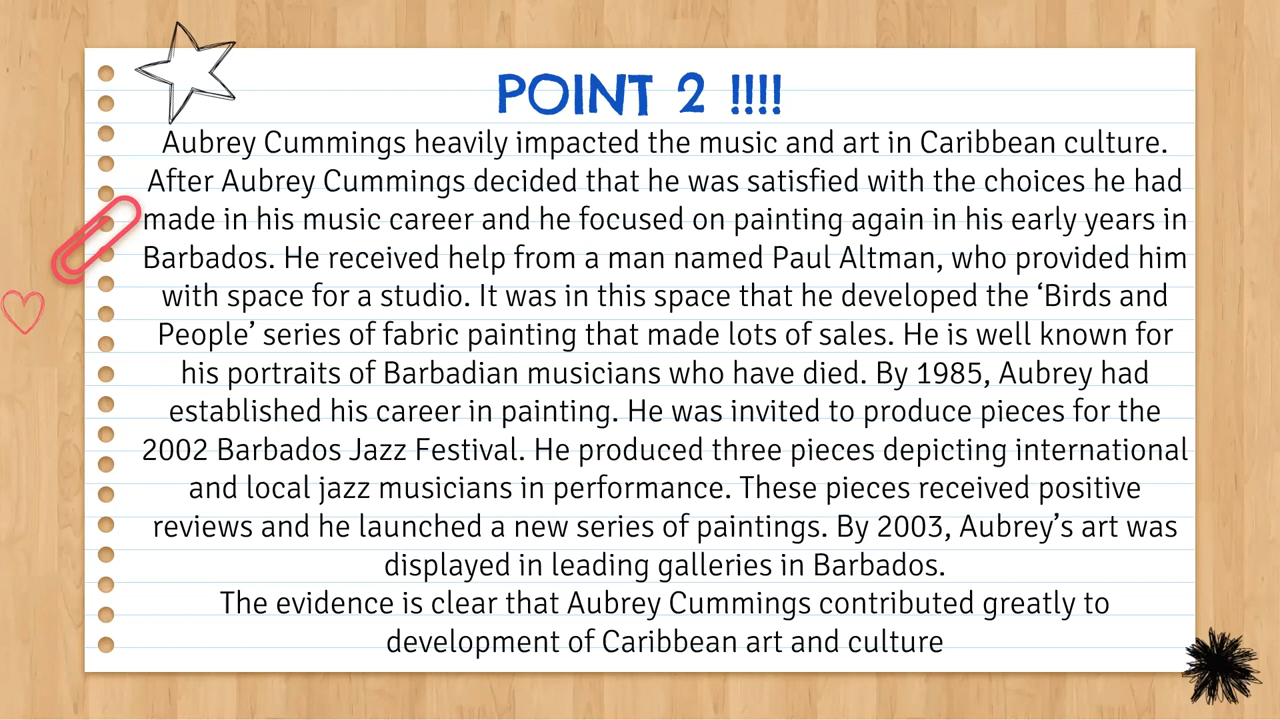 POINT 2 !!!!
Aubrey Cummings heavily impacted the music and art in Caribbean culture.
After Aubrey Cummings decided that he was satisfied with the choices he had
made in his music career and he focused on painting again in his early years in
Barbados. He received help from a man named Paul Altman, who provided him
with space for a studio. It was in this space that he developed the ‘Birds and
People’ series of fabric painting that made lots of sales. He is well known for
his portraits of Barbadian musicians who have died. By 1985, Aubrey had
established his career in painting. He was invited to produce pieces for the
2002 Barbados Jazz Festival. He produced three pieces depicting international
and local jazz musicians in performance. These pieces received positive
reviews and he launched a new series of paintings. By 2003, Aubrey’s art was
displayed in leading galleries in Barbados.
The evidence is clear that Aubrey Cummings contributed greatly to
development of Caribbean art and culture